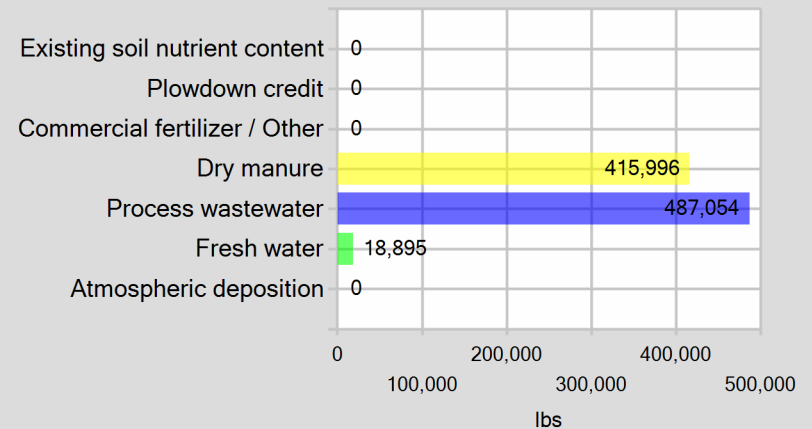 Existing soil nutrient content 0
Plowdown credit 0
Commercial fertilizer / Other 0
Dry manure 415,996
Process wastewater 487,054
Fresh water 18,895
Atmospheric deposition 0
0 200,000 400,000
100,000 300,000 500,000
lbs